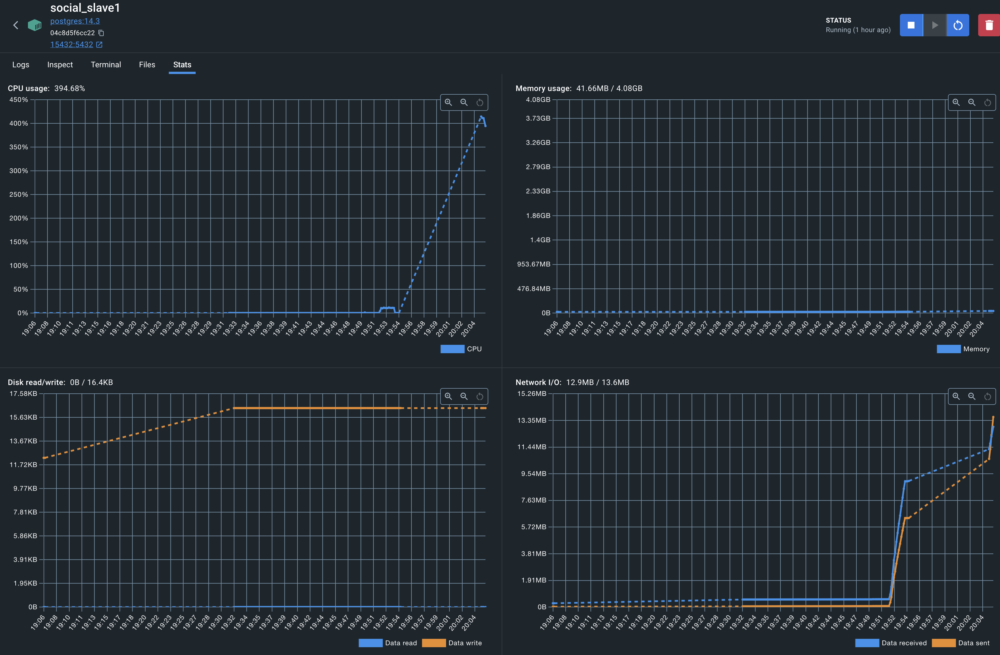 social_slave1
postgres:14.3
04c8d5f6cc22
15432:5432
STATUS
Running (1 hour ago)
Logs Inspect Terminal Files Stats
CPU usage: 394.68%
450%
400%
350%
300%
250%
200%
150%
100%
50%
0%
19:06 19:08 19:10 19:11 19:13 19:15 19:16 19:18 19:20 19:21 19:23 19:25 19:26 19:28 19:29 19:31 19:33 19:34 19:36 19:38 19:39 19:41 19:43 19:44 19:46 19:48 19:49 19:51 19:53 19:54 19:56 19:58 19:59 20:01 20:02 20:04
CPU
Memory usage: 41.66MB / 4.08GB
4.08GB
3.73GB
3.26GB
2.79GB
2.33GB
1.86GB
1.4GB
953.67MB
476.84MB
0B
19:06 19:08 19:10 19:11 19:13 19:15 19:17 19:18 19:20 19:22 19:23 19:25 19:27 19:28 19:30 19:32 19:34 19:35 19:37 19:39 19:40 19:42 19:44 19:45 19:47 19:49 19:51 19:52 19:54 19:56 19:57 19:59 20:01 20:02 20:04
Memory
Disk read/write: 0B / 16.4KB
17.58KB
15.63KB
13.67KB
11.72KB
9.77KB
7.81KB
5.86KB
3.91KB
1.95KB
0B
19:06 19:08 19:10 19:11 19:13 19:15 19:17 19:18 19:20 19:22 19:23 19:25 19:27 19:28 19:30 19:32 19:34 19:35 19:37 19:39 19:40 19:42 19:44 19:45 19:47 19:49 19:51 19:52 19:54 19:56 19:57 19:59 20:01 20:02 20:04
Data read Data write
Network I/O: 12.9MB / 13.6MB
15.26MB
13.35MB
11.44MB
9.54MB
7.63MB
5.72MB
3.81MB
1.91MB
0B
19:06 19:08 19:10 19:11 19:13 19:15 19:17 19:18 19:20 19:22 19:23 19:25 19:27 19:28 19:30 19:32 19:34 19:35 19:37 19:39 19:40 19:42 19:44 19:45 19:47 19:49 19:51 19:52 19:54 19:56 19:57 19:59 20:01 20:02 20:04
Data received Data sent